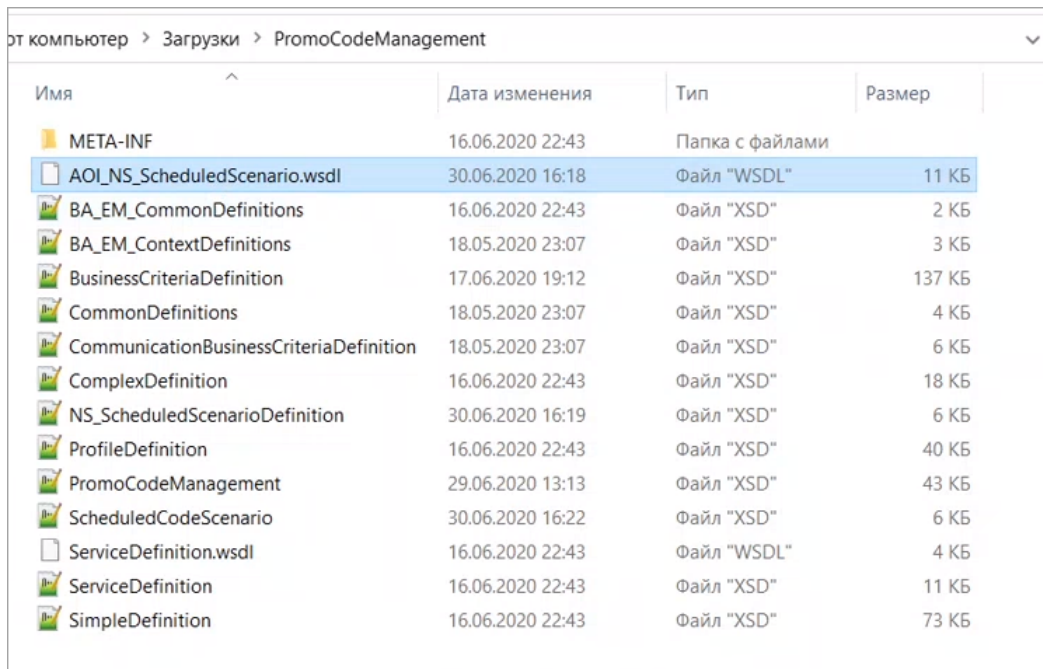 от компьютер > Загрузки > PromoCodeManagement
Имя Дата изменения Тип Размер
META-INF 16.06.2020 22:43 Папка с файлами
AOI_NS_ScheduledScenario.wsdl 30.06.2020 16:18 Файл "WSDL" 11 КБ
BA_EM_CommonDefinitions 16.06.2020 22:43 Файл "XSD" 2 КБ
BA_EM_ContextDefinitions 18.05.2020 23:07 Файл "XSD" 3 КБ
BusinessCriteriaDefinition 17.06.2020 19:12 Файл "XSD" 137 КБ
CommonDefinitions 18.05.2020 23:07 Файл "XSD" 4 КБ
CommunicationBusinessCriteriaDefinition 18.05.2020 23:07 Файл "XSD" 6 КБ
ComplexDefinition 16.06.2020 22:43 Файл "XSD" 18 КБ
NS_ScheduledScenarioDefinition 30.06.2020 16:19 Файл "XSD" 6 КБ
ProfileDefinition 16.06.2020 22:43 Файл "XSD" 40 КБ
PromoCodeManagement 29.06.2020 13:13 Файл "XSD" 43 КБ
ScheduledCodeScenario 30.06.2020 16:22 Файл "XSD" 6 КБ
ServiceDefinition.wsdl 16.06.2020 22:43 Файл "WSDL" 4 КБ
ServiceDefinition 16.06.2020 22:43 Файл "XSD" 11 КБ
SimpleDefinition 16.06.2020 22:43 Файл "XSD" 73 КБ